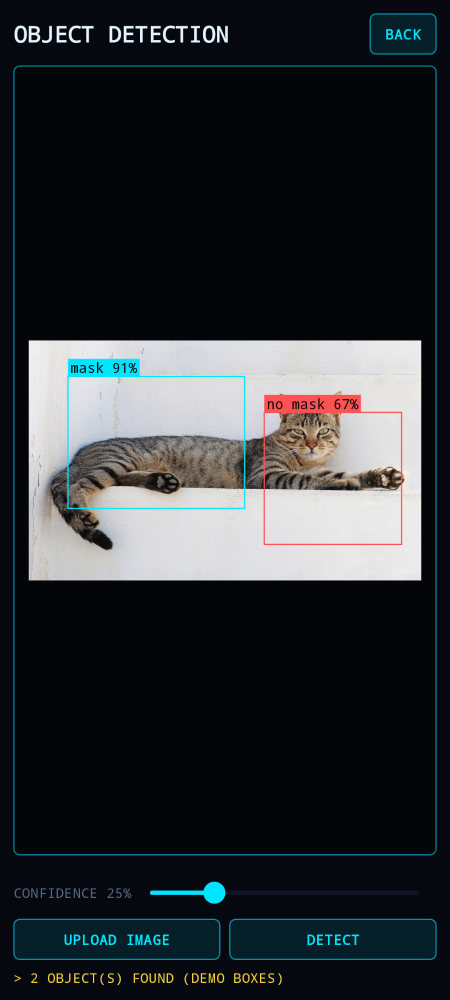 OBJECT DETECTION
BACK
mask 91%
no mask 67%
CONFIDENCE 25%
UPLOAD IMAGE
DETECT
> 2 OBJECT(S) FOUND (DEMO BOXES)